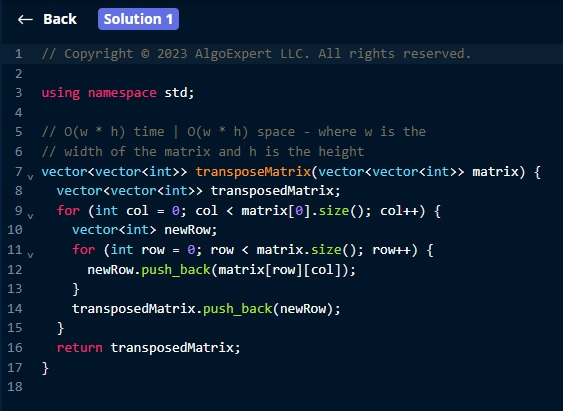 ← Back Solution 1
1 // Copyright © 2023 AlgoExpert LLC. All rights reserved.
2
3 using namespace std;
4
5 // O(w * h) time | O(w * h) space - where w is the
6 // width of the matrix and h is the height
7 vector<vector<int>> transposeMatrix(vector<vector<int>> matrix) {
8   vector<vector<int>> transposedMatrix;
9   for (int col = 0; col < matrix[0].size(); col++) {
10     vector<int> newRow;
11     for (int row = 0; row < matrix.size(); row++) {
12       newRow.push_back(matrix[row][col]);
13     }
14     transposedMatrix.push_back(newRow);
15   }
16   return transposedMatrix;
17 }
18